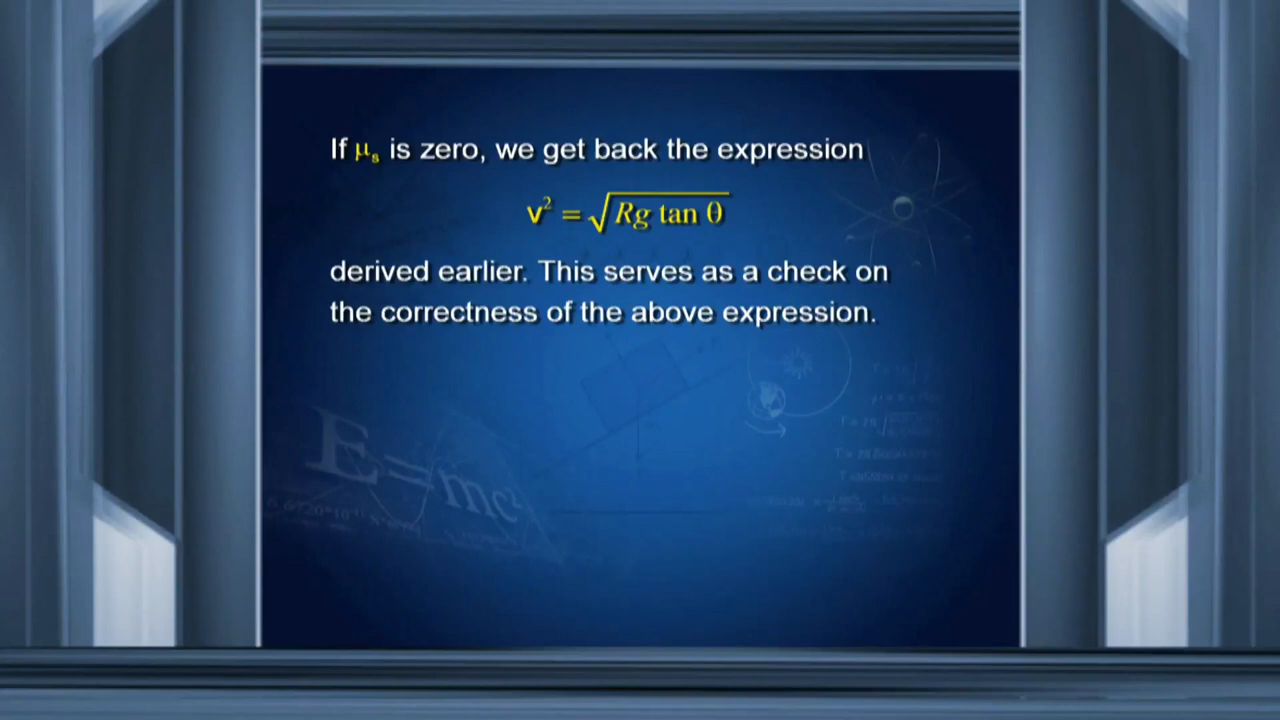 If μₛ is zero, we get back the expression
v² = √Rg tan θ
derived earlier. This serves as a check on
the correctness of the above expression.
E=mc²